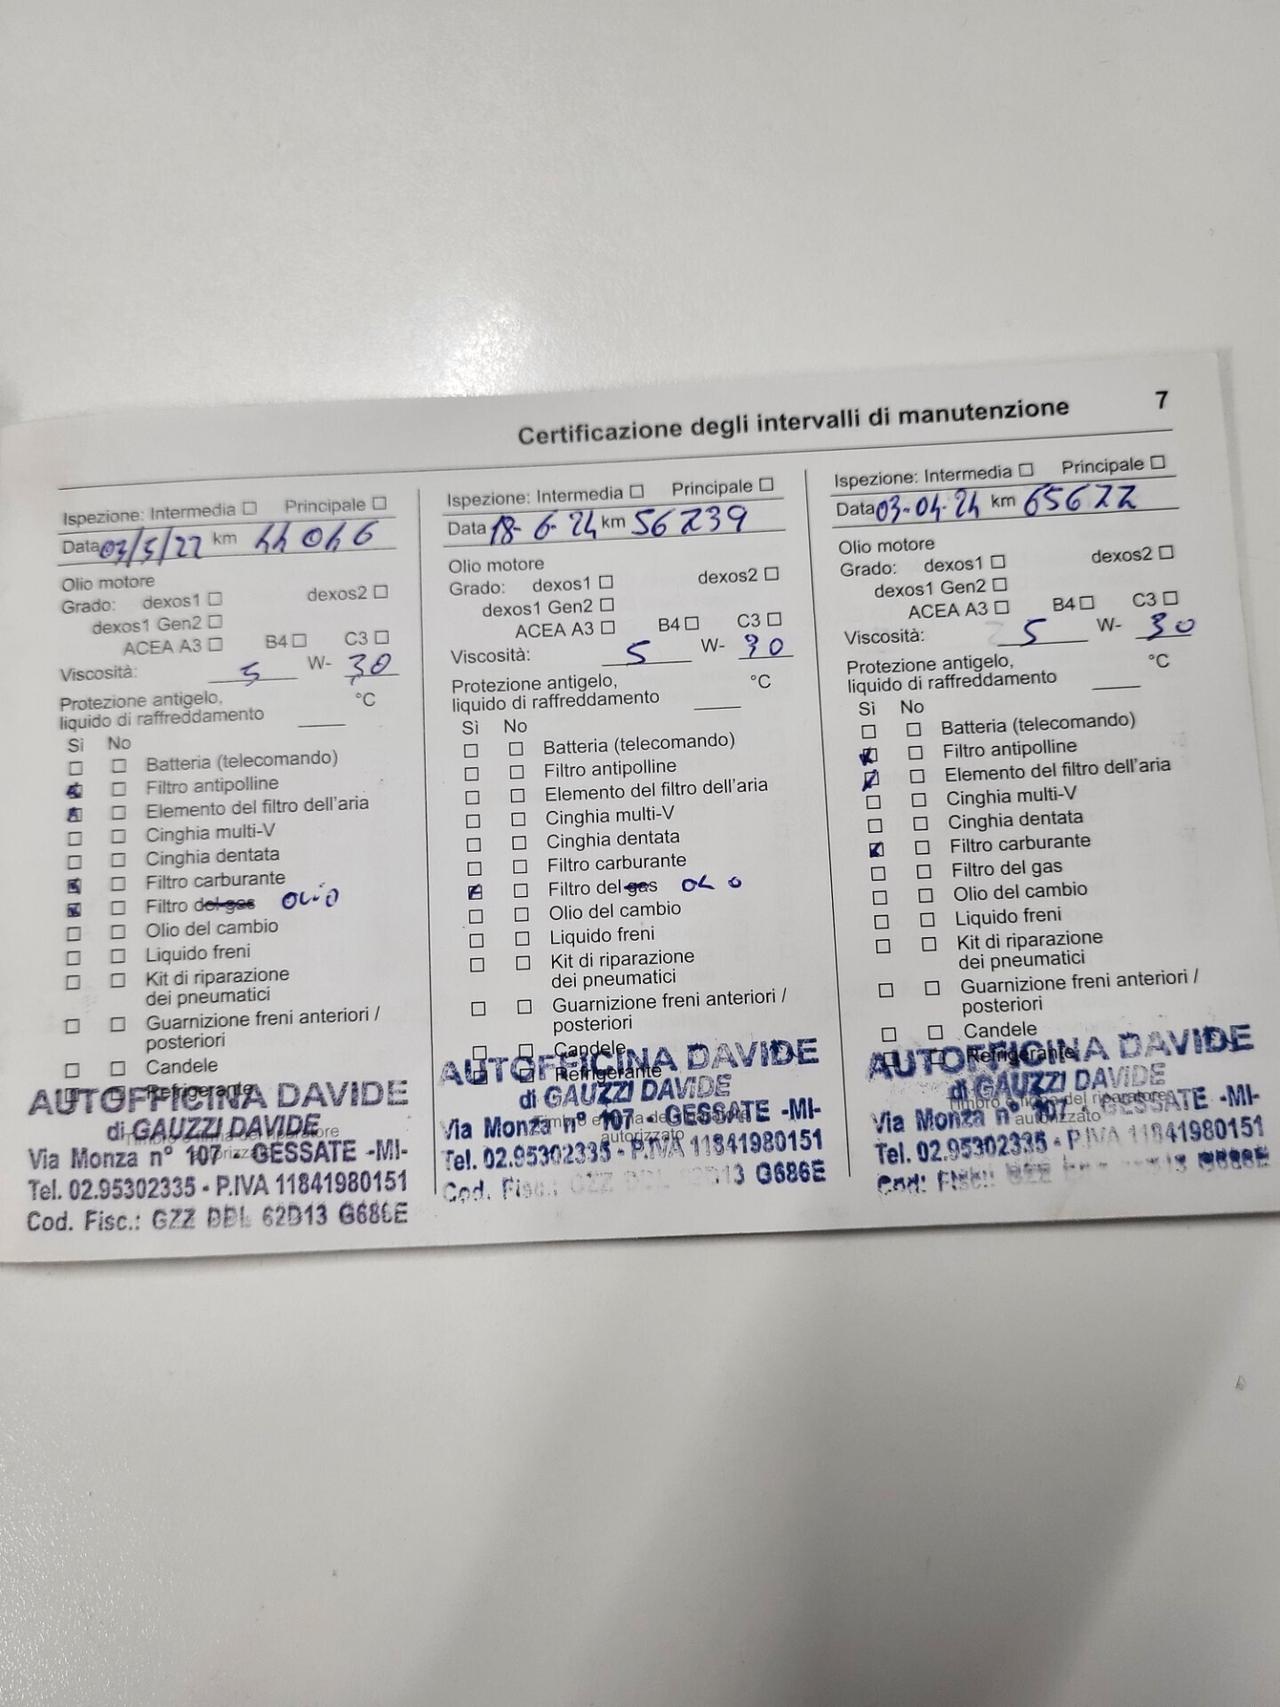 Certificazione degli intervalli di manutenzione 7
Ispezione: Intermedia ☐ Principale ☐
Data 03/5/22 km 44046
Olio motore
Grado: dexos1 ☐ dexos2 ☐
dexos1 Gen2 ☐
ACEA A3 ☐ B4 ☐ C3 ☐
Viscosità: 5 W- 30
Protezione antigelo, °C
liquido di raffreddamento
Sì No
Batteria (telecomando)
Filtro antipolline
Elemento del filtro dell'aria
Cinghia multi-V
Cinghia dentata
Filtro carburante
Filtro del gas OLIO
Olio del cambio
Liquido freni
Kit di riparazione
dei pneumatici
Guarnizione freni anteriori /
posteriori
Candele
Refrigerante
AUTOFFICINA DAVIDE
di GAUZZI DAVIDE
Via Monza n° 107 - GESSATE -MI-
Tel. 02.95302335 - P.IVA 11841980151
Cod. Fisc.: GZZ DDL 62D13 G686E
Ispezione: Intermedia ☐ Principale ☐
Data 18-6-24 km 56239
Olio motore
Grado: dexos1 ☐ dexos2 ☐
dexos1 Gen2 ☐
ACEA A3 ☐ B4 ☐ C3 ☐
Viscosità: 5 W- 30
Protezione antigelo, °C
liquido di raffreddamento
Sì No
Batteria (telecomando)
Filtro antipolline
Elemento del filtro dell'aria
Cinghia multi-V
Cinghia dentata
Filtro carburante
Filtro del gas OLIO
Olio del cambio
Liquido freni
Kit di riparazione
dei pneumatici
Guarnizione freni anteriori /
posteriori
Candele
Refrigerante
AUTOFFICINA DAVIDE
di GAUZZI DAVIDE
Via Monza n° 107 - GESSATE -MI-
autorizzato
Tel. 02.95302335 - P.IVA 11841980151
Cod. Fisc.: G686E
Ispezione: Intermedia ☐ Principale ☐
Data 03-04-24 km 65622
Olio motore
Grado: dexos1 ☐ dexos2 ☐
dexos1 Gen2 ☐
ACEA A3 ☐ B4 ☐ C3 ☐
Viscosità: 5 W- 30
Protezione antigelo, °C
liquido di raffreddamento
Sì No
Batteria (telecomando)
Filtro antipolline
Elemento del filtro dell'aria
Cinghia multi-V
Cinghia dentata
Filtro carburante
Filtro del gas
Olio del cambio
Liquido freni
Kit di riparazione
dei pneumatici
Guarnizione freni anteriori /
posteriori
Candele
Refrigerante
AUTOFFICINA DAVIDE
di GAUZZI DAVIDE
Timbro e firma del riparatore
autorizzato
Via Monza n° 107 - GESSATE -MI-
Tel. 02.95302335 - P.IVA 11841980151